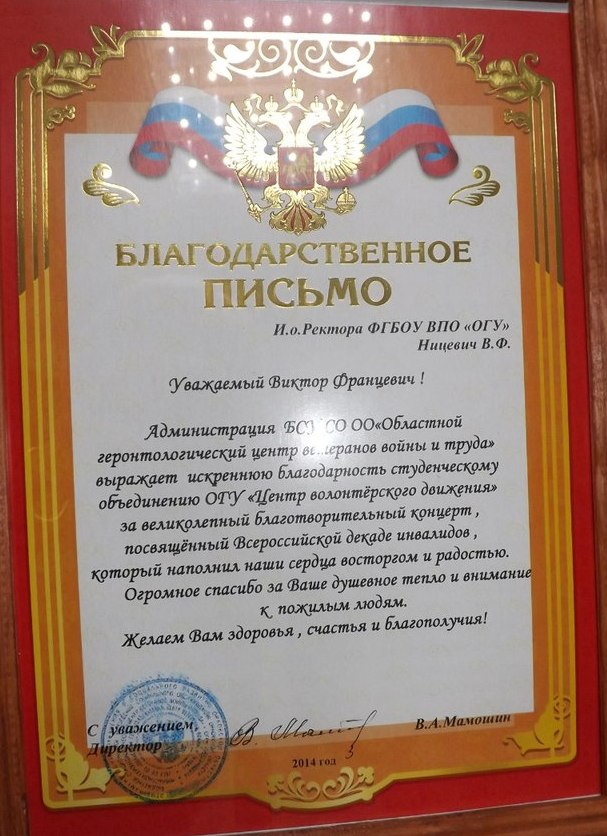 БЛАГОДАРСТВЕННОЕ
ПИСЬМО
И.о.Ректора ФГБОУ ВПО «ОГУ»
Ницевич В.Ф.
Уважаемый Виктор Францевич !
Администрация СО ОО«Областной
геронтологический центр ветеранов войны и труда»
выражает искреннюю благодарность студенческому
объединению ОГУ «Центр волонтёрского движения»
за великолепный благотворительный концерт ,
посвящённый Всероссийской декаде инвалидов ,
который наполнил наши сердца восторгом и радостью.
Огромное спасибо за Ваше душевное тепло и внимание
к пожилым людям.
Желаем Вам здоровья , счастья и благополучия!
С уважением,
Директор
В.А.Мамошин
2014 год